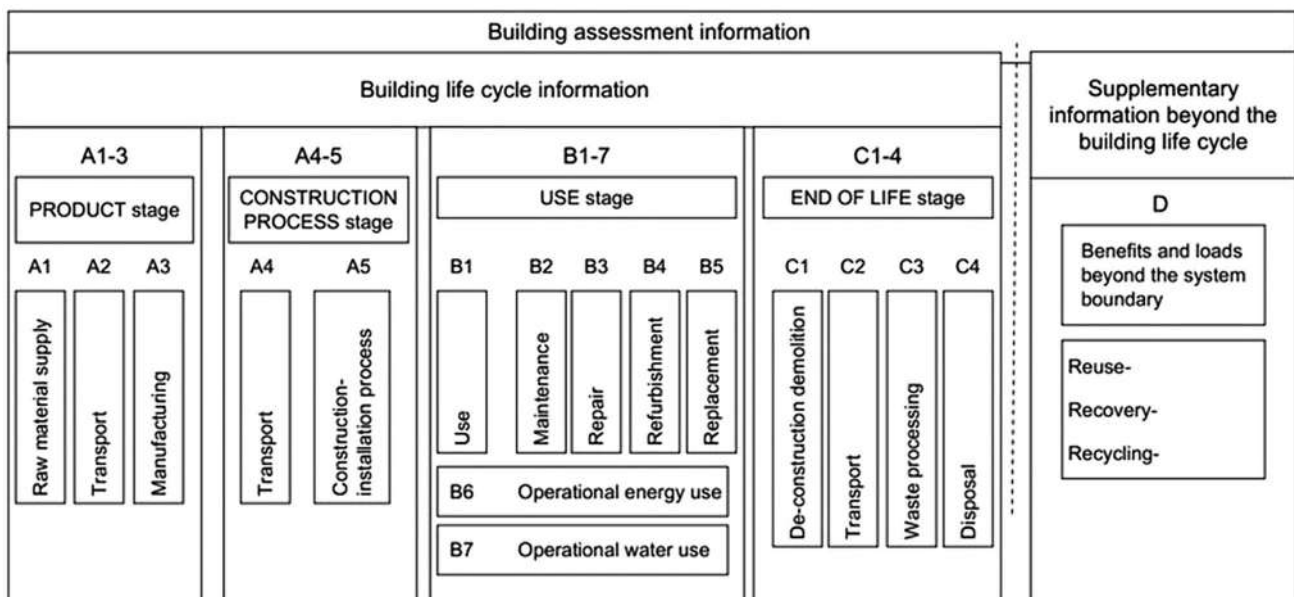 Building assessment information
Building life cycle information
Supplementary
information beyond the
building life cycle
A1-3
PRODUCT stage
A1 A2 A3
Raw material supply
Transport
Manufacturing
A4-5
CONSTRUCTION
PROCESS stage
A4 A5
Transport
Construction-
installation process
B1-7
USE stage
B1 B2 B3 B4 B5
Use
Maintenance
Repair
Refurbishment
Replacement
B6 Operational energy use
B7 Operational water use
C1-4
END OF LIFE stage
C1 C2 C3 C4
De-construction demolition
Transport
Waste processing
Disposal
D
Benefits and loads
beyond the system
boundary
Reuse-
Recovery-
Recycling-